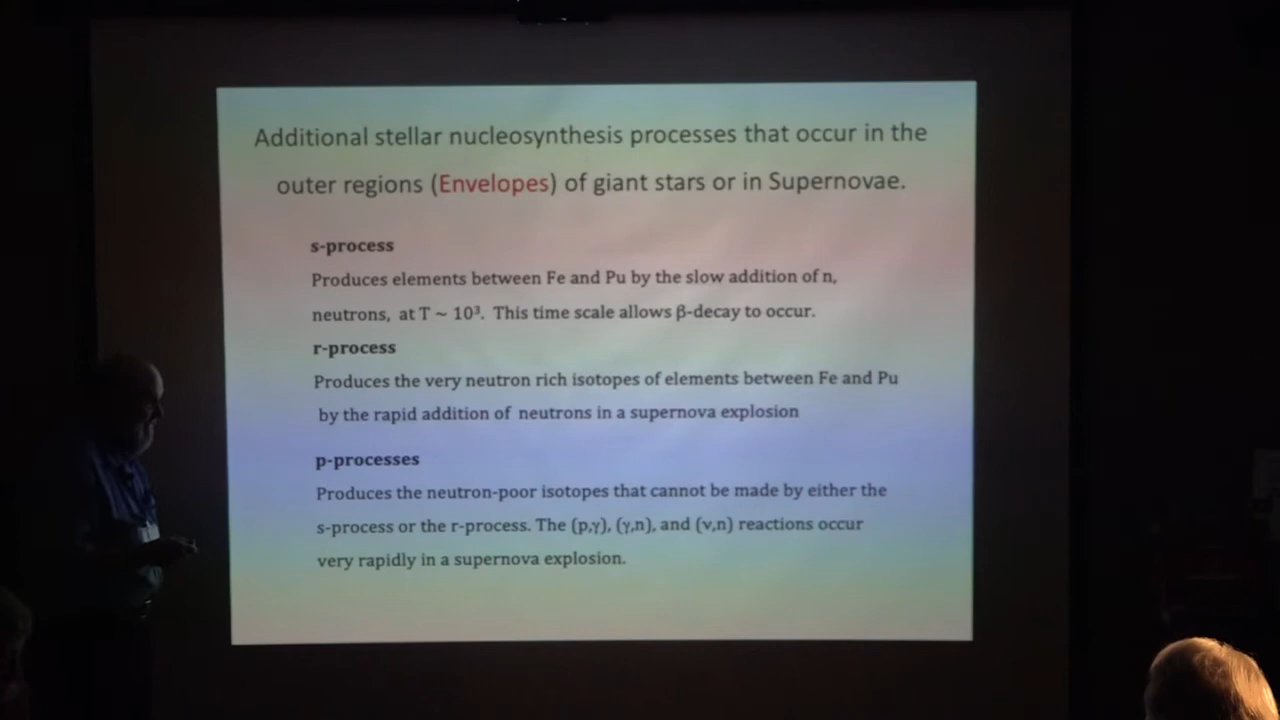 Additional stellar nucleosynthesis processes that occur in the
outer regions (Envelopes) of giant stars or in Supernovae.
s-process
Produces elements between Fe and Pu by the slow addition of n,
neutrons, at T ~ 10³. This time scale allows β-decay to occur.
r-process
Produces the very neutron rich isotopes of elements between Fe and Pu
by the rapid addition of neutrons in a supernova explosion
p-processes
Produces the neutron-poor isotopes that cannot be made by either the
s-process or the r-process. The (p,γ), (γ,n), and (ν,n) reactions occur
very rapidly in a supernova explosion.